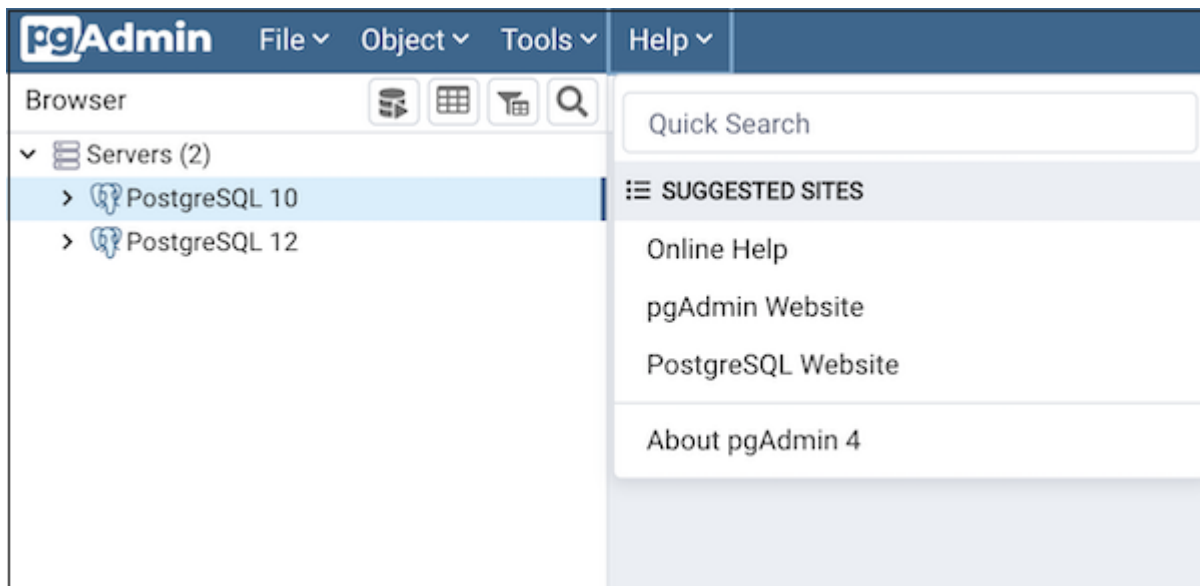 pgAdmin File Object Tools Help
Browser
Servers (2)
PostgreSQL 10
PostgreSQL 12
Quick Search
SUGGESTED SITES
Online Help
pgAdmin Website
PostgreSQL Website
About pgAdmin 4